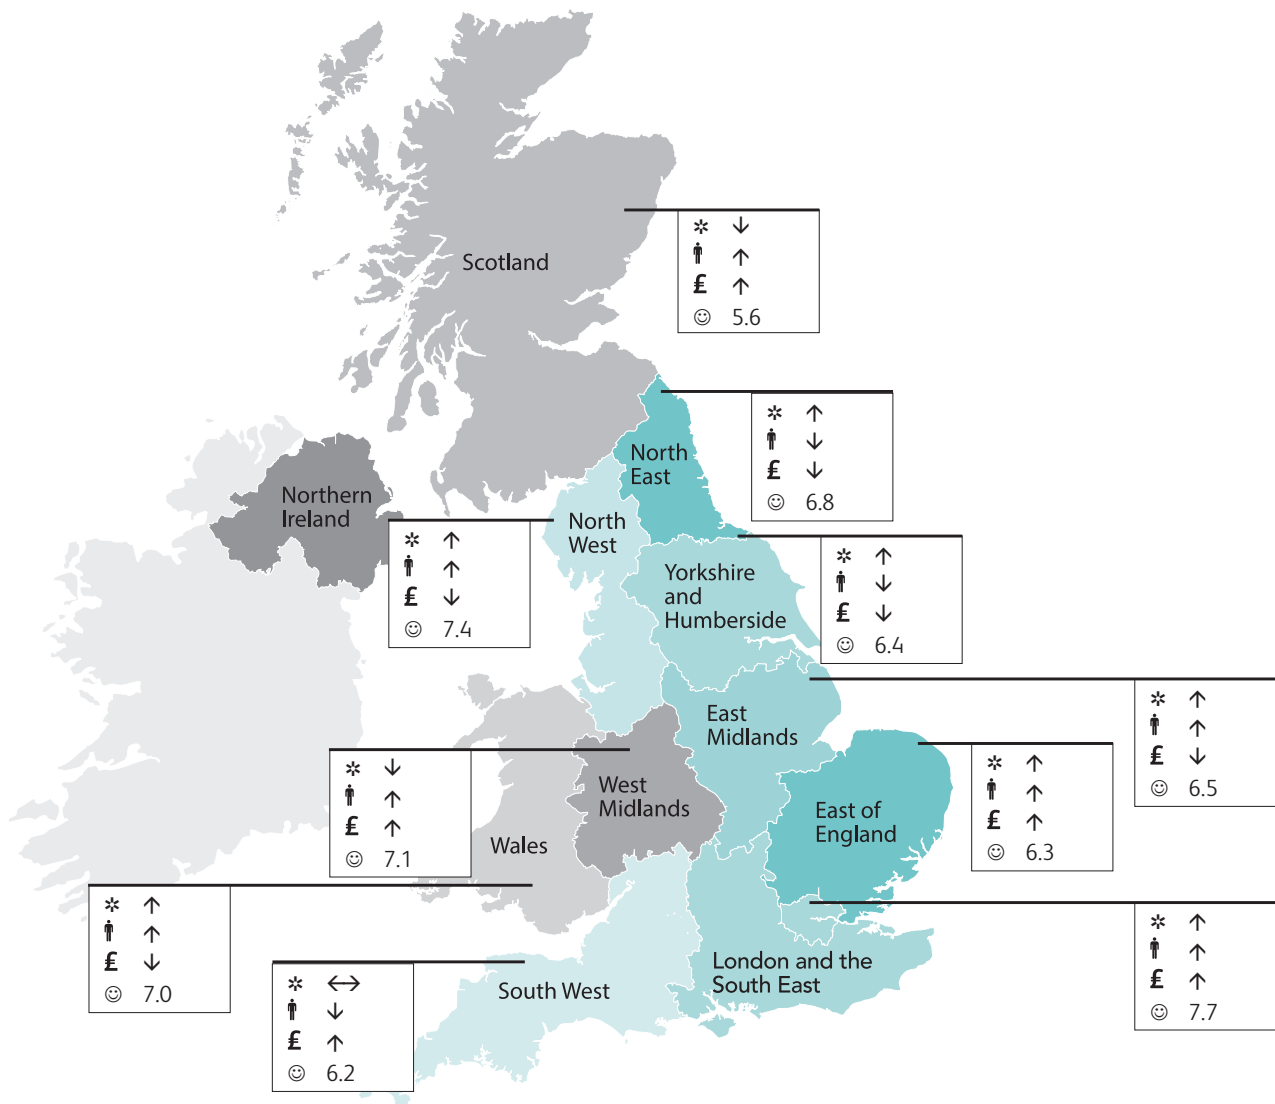 Scotland
✲ ↓
↑
£ ↑
☺ 5.6
North
East
✲ ↑
↓
£ ↓
☺ 6.8
Northern
Ireland
North
West
✲ ↑
↑
£ ↓
☺ 7.4
Yorkshire
and
Humberside
✲ ↑
↓
£ ↓
☺ 6.4
East
Midlands
✲ ↑
↑
£ ↓
☺ 6.5
West
Midlands
✲ ↓
↑
£ ↑
☺ 7.1
East of
England
✲ ↑
↑
£ ↑
☺ 6.3
Wales
✲ ↑
↑
£ ↓
☺ 7.0
London and the
South East
✲ ↑
↑
£ ↑
☺ 7.7
South West
✲ ↔
↓
£ ↑
☺ 6.2